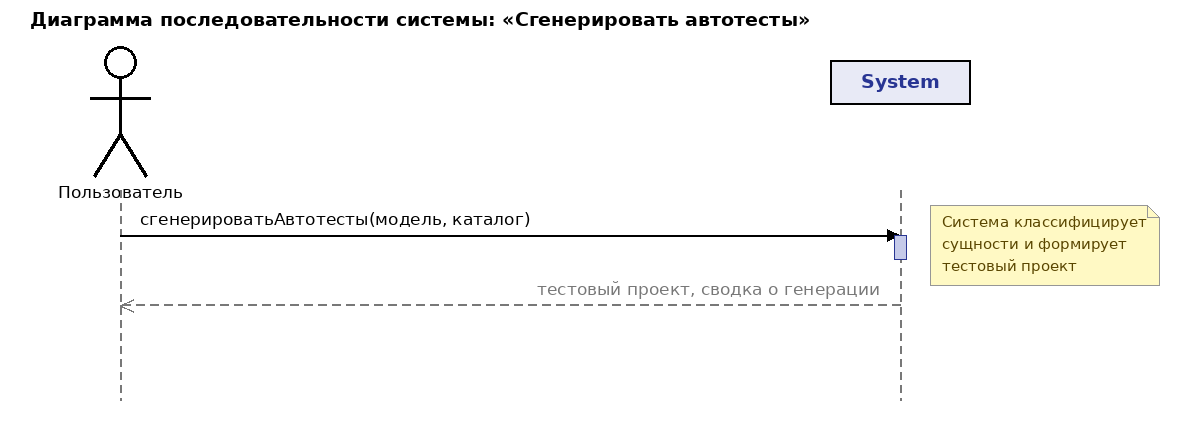 Диаграмма последовательности системы: «Сгенерировать автотесты»
System
Пользователь
сгенерироватьАвтотесты(модель, каталог)
Система классифицирует
сущности и формирует
тестовый проект
тестовый проект, сводка о генерации